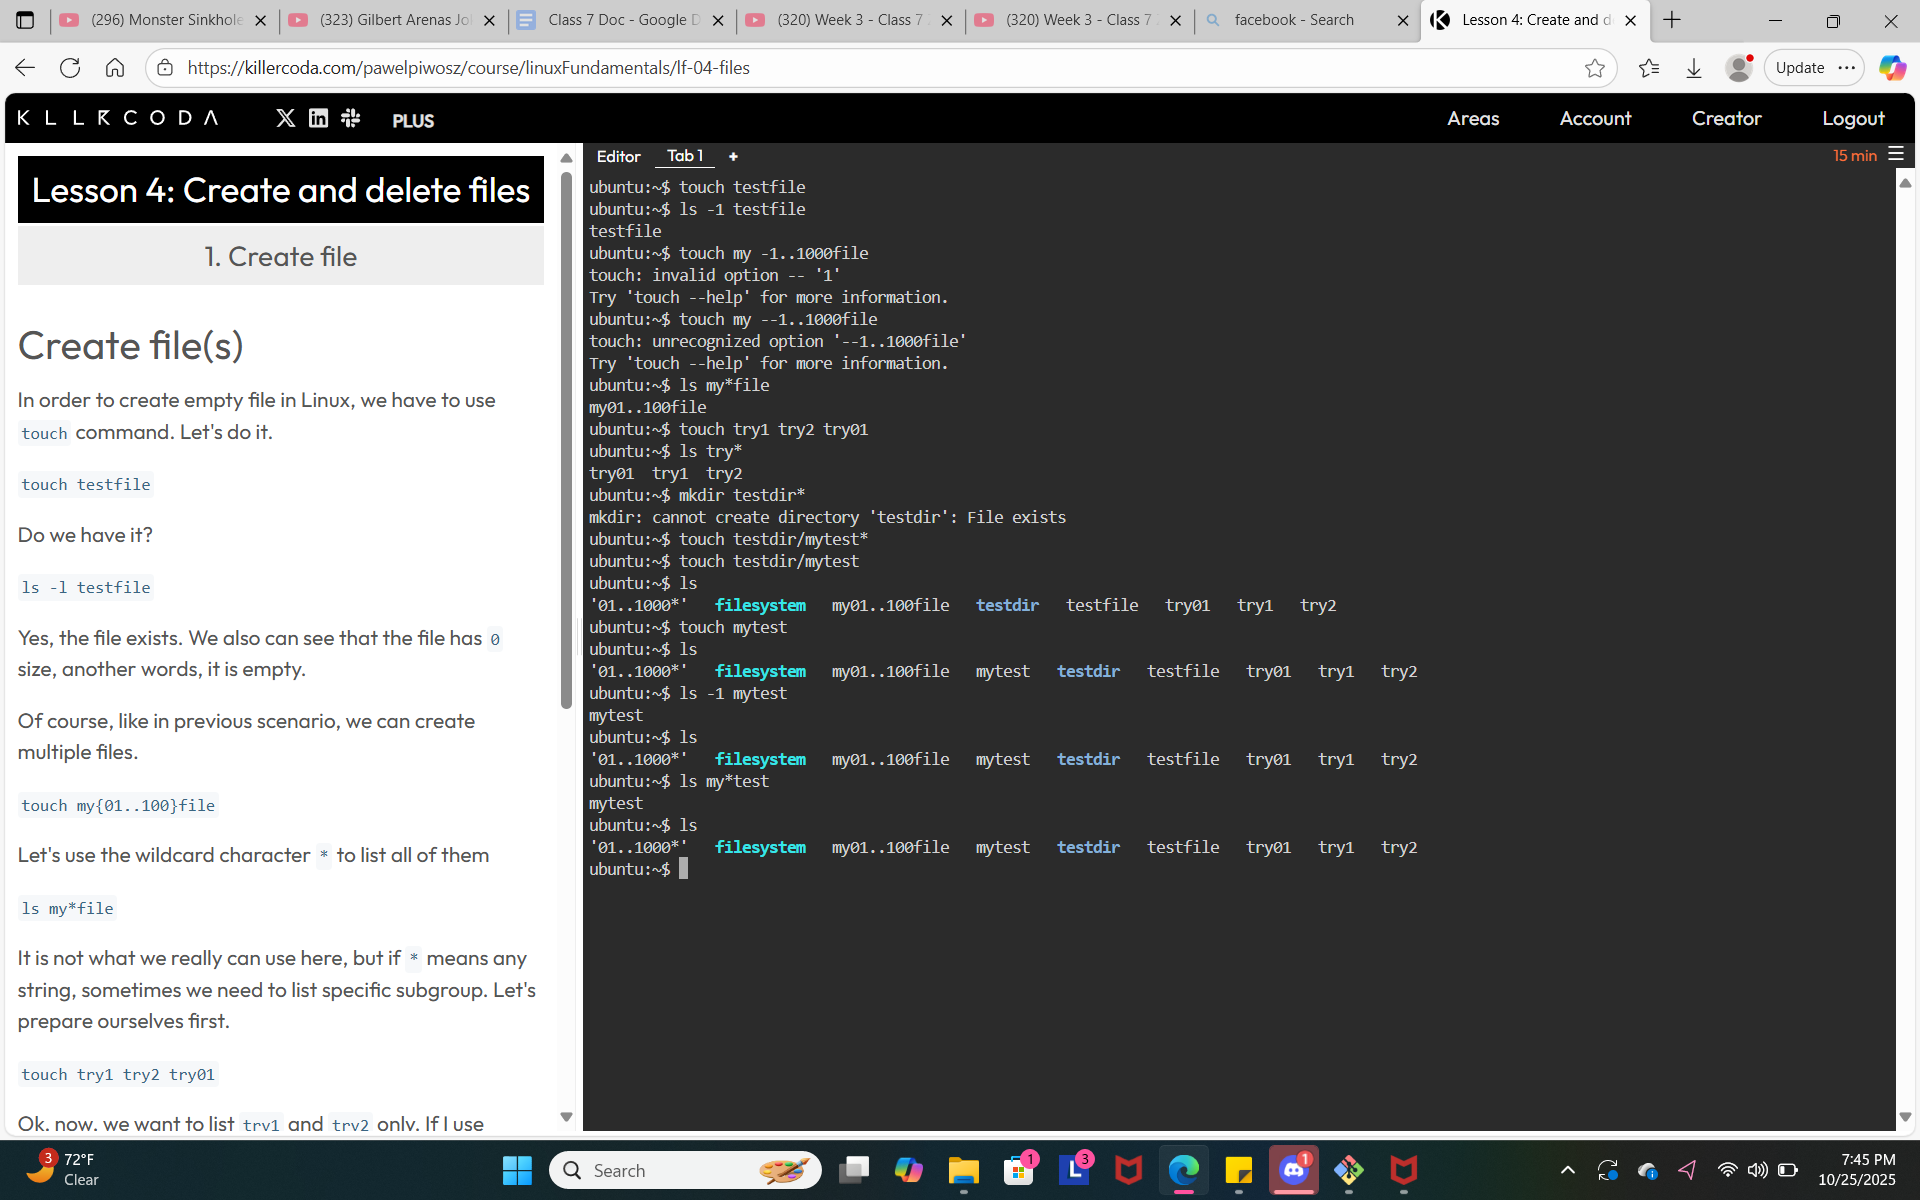 (296) Monster Sinkhole
(323) Gilbert Arenas Jo
Class 7 Doc - Google D
(320) Week 3 - Class 7
(320) Week 3 - Class 7
facebook - Search
Lesson 4: Create and d
https://killercoda.com/pawelpiwosz/course/linuxFundamentals/lf-04-files
Update
KLLRCODA
PLUS
Areas
Account
Creator
Logout
Lesson 4: Create and delete files
1. Create file
Create file(s)
In order to create empty file in Linux, we have to use
touch command. Let's do it.
touch testfile
Do we have it?
ls -l testfile
Yes, the file exists. We also can see that the file has 0
size, another words, it is empty.
Of course, like in previous scenario, we can create
multiple files.
touch my{01..100}file
Let's use the wildcard character * to list all of them
ls my*file
It is not what we really can use here, but if * means any
string, sometimes we need to list specific subgroup. Let's
prepare ourselves first.
touch try1 try2 try01
Ok, now, we want to list try1 and try2 only. If I use
Editor
Tab 1
+
15 min
ubuntu:~$ touch testfile
ubuntu:~$ ls -1 testfile
testfile
ubuntu:~$ touch my -1..1000file
touch: invalid option -- '1'
Try 'touch --help' for more information.
ubuntu:~$ touch my --1..1000file
touch: unrecognized option '--1..1000file'
Try 'touch --help' for more information.
ubuntu:~$ ls my*file
my01..100file
ubuntu:~$ touch try1 try2 try01
ubuntu:~$ ls try*
try01  try1  try2
ubuntu:~$ mkdir testdir*
mkdir: cannot create directory 'testdir': File exists
ubuntu:~$ touch testdir/mytest*
ubuntu:~$ touch testdir/mytest
ubuntu:~$ ls
'01..1000*'   filesystem   my01..100file   testdir   testfile   try01   try1   try2
ubuntu:~$ touch mytest
ubuntu:~$ ls
'01..1000*'   filesystem   my01..100file   mytest   testdir   testfile   try01   try1   try2
ubuntu:~$ ls -1 mytest
mytest
ubuntu:~$ ls
'01..1000*'   filesystem   my01..100file   mytest   testdir   testfile   try01   try1   try2
ubuntu:~$ ls my*test
mytest
ubuntu:~$ ls
'01..1000*'   filesystem   my01..100file   mytest   testdir   testfile   try01   try1   try2
ubuntu:~$
3
72°F
Clear
Search
1
3
1
7:45 PM
10/25/2025